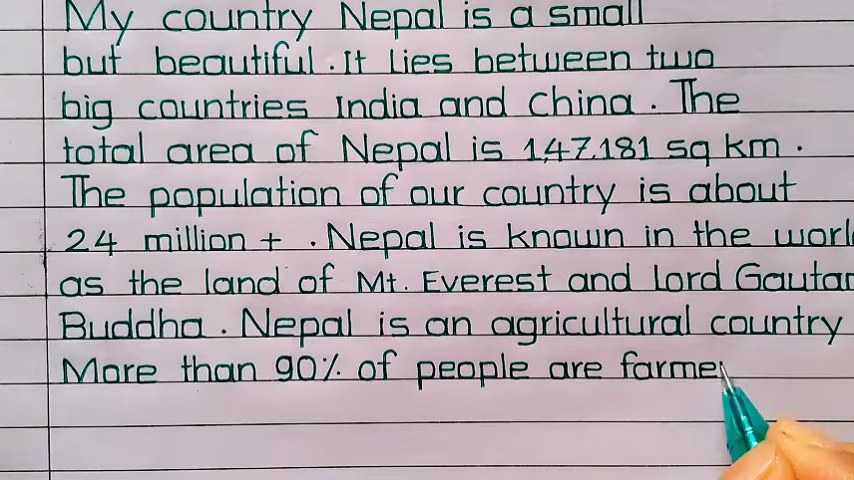 My country Nepal is a small
but beautiful . It lies between two
big countries India and China . The
total area of Nepal is 1,47,181 sq km .
The population of our country is about
24 million + . Nepal is known in the worl
as the land of Mt. Everest and lord Gautam
Buddha . Nepal is an agricultural country
More than 90% of people are farme